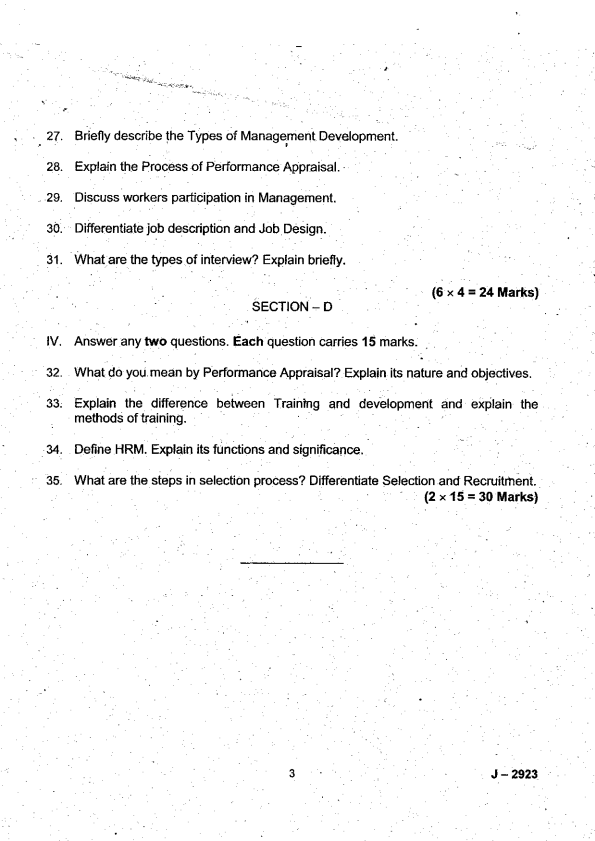 27. Briefly describe the Types of Management Development.
28. Explain the Process of Performance Appraisal.
29. Discuss workers participation in Management.
30. Differentiate job description and Job Design.
31. What are the types of interview? Explain briefly.
(6 × 4 = 24 Marks)
SECTION – D
IV. Answer any two questions. Each question carries 15 marks.
32. What do you mean by Performance Appraisal? Explain its nature and objectives.
33. Explain the difference between Training and development and explain the
methods of training.
34. Define HRM. Explain its functions and significance.
35. What are the steps in selection process? Differentiate Selection and Recruitment.
(2 × 15 = 30 Marks)
3
J – 2923